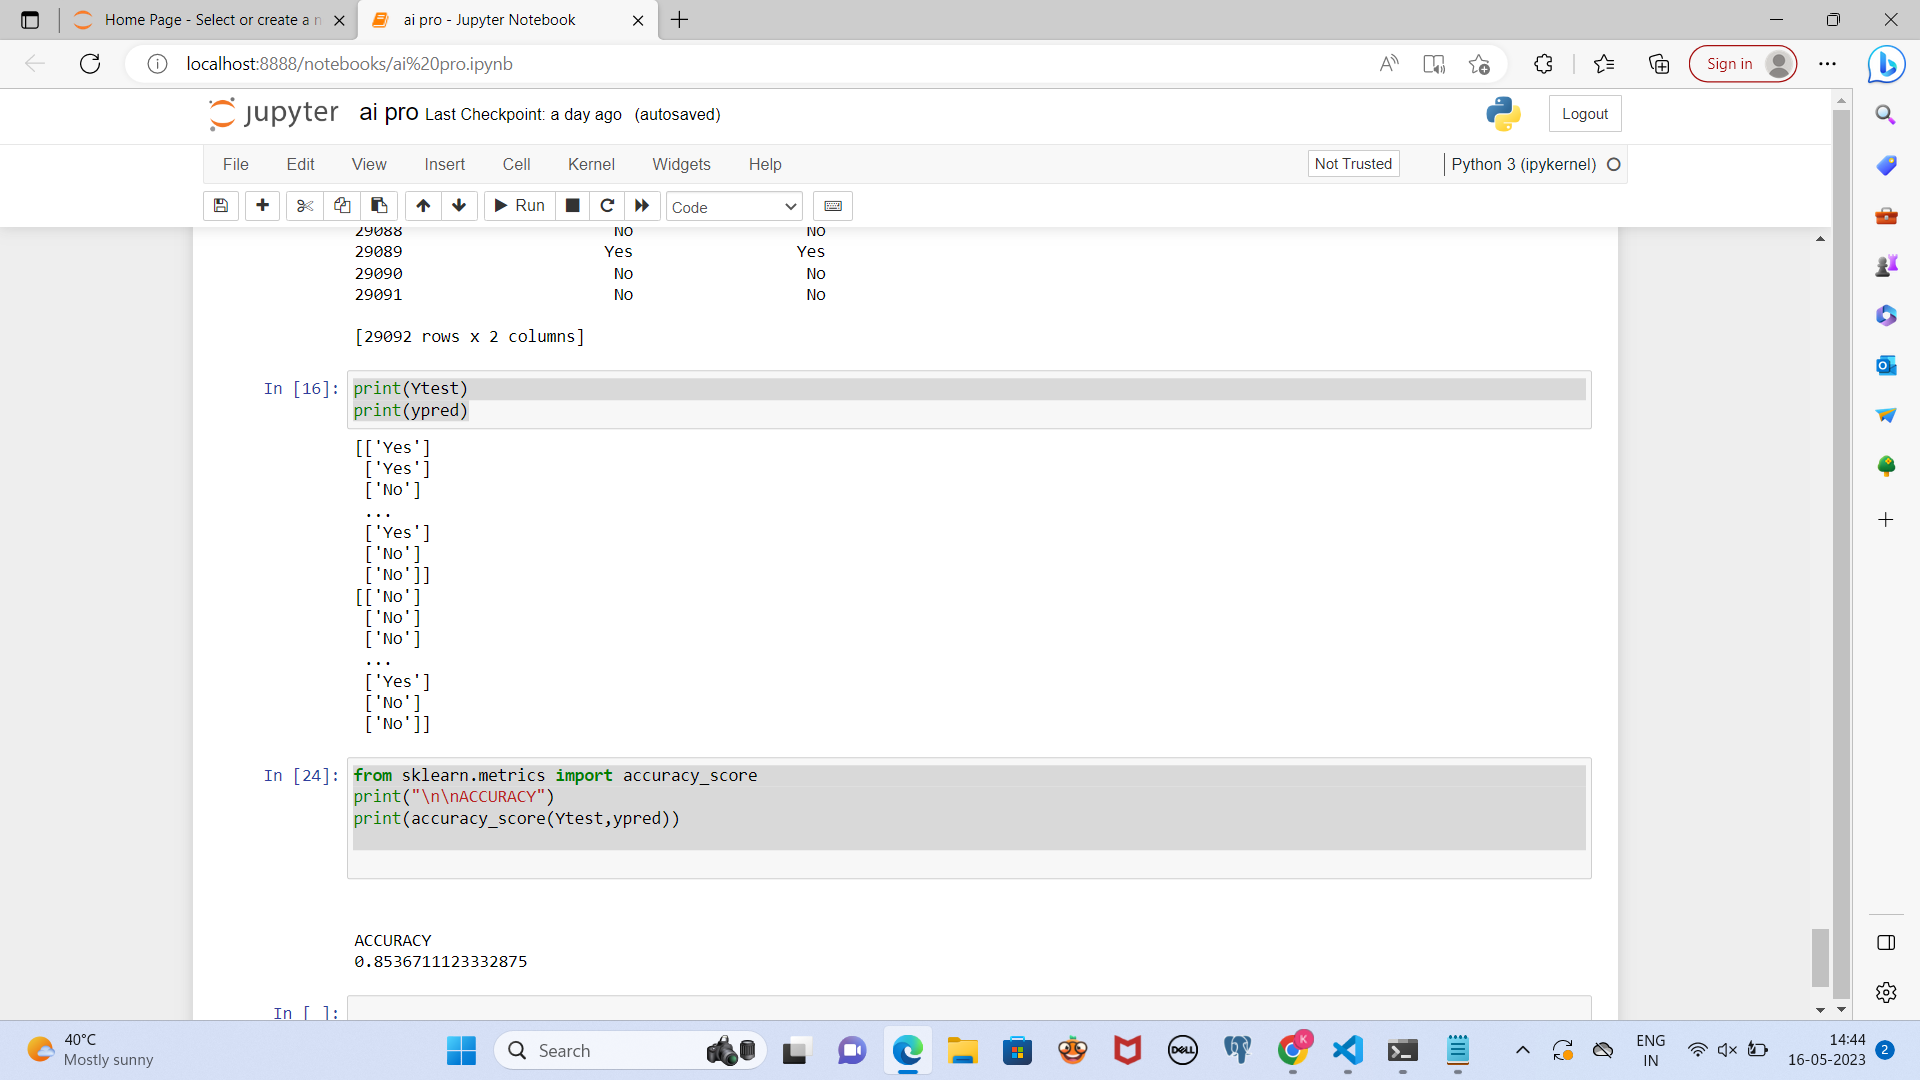 Home Page - Select or create a n
ai pro - Jupyter Notebook
localhost:8888/notebooks/ai%20pro.ipynb
Sign in
jupyter ai pro Last Checkpoint: a day ago (autosaved)
Logout
File Edit View Insert Cell Kernel Widgets Help
Not Trusted
Python 3 (ipykernel)
Run
Code
29088 No No
29089 Yes Yes
29090 No No
29091 No No
[29092 rows x 2 columns]
In [16]: print(Ytest)
print(ypred)
[['Yes']
['Yes']
['No']
...
['Yes']
['No']
['No']]
[['No']
['No']
['No']
...
['Yes']
['No']
['No']]
In [24]: from sklearn.metrics import accuracy_score
print("\n\nACCURACY")
print(accuracy_score(Ytest,ypred))
ACCURACY
0.8536711123332875
In [ ]:
40°C
Mostly sunny
Search
DELL
K
ENG
IN
14:44
16-05-2023
2